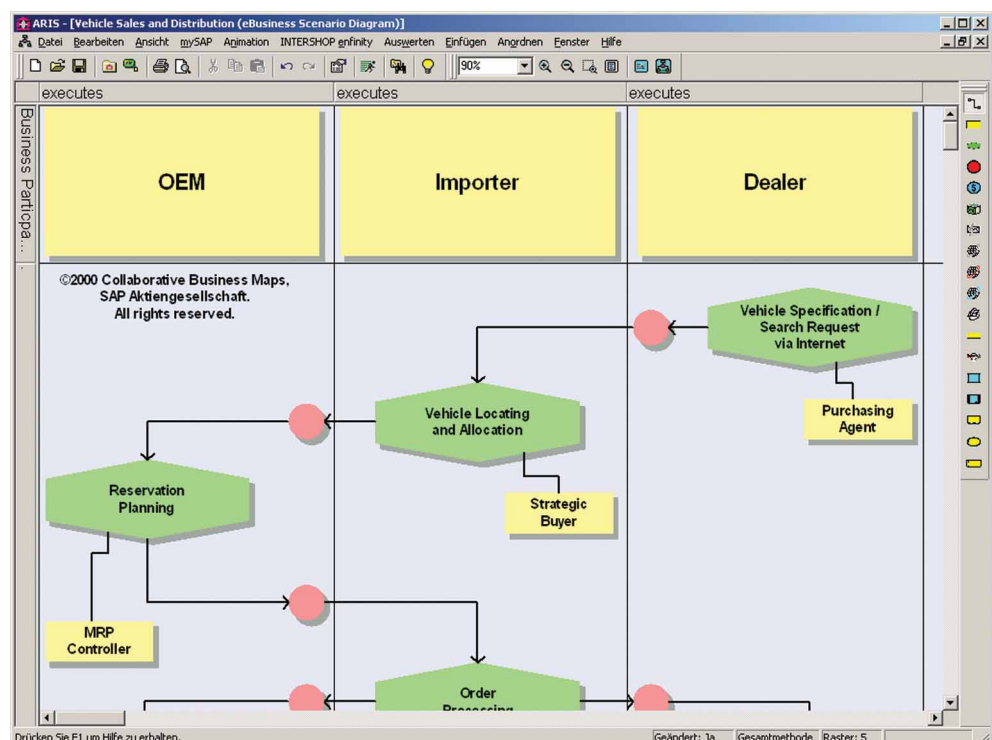 ARIS - [Vehicle Sales and Distribution (eBusiness Scenario Diagram)]
Datei Bearbeiten Ansicht mySAP Animation INTERSHOP enfinity Auswerten Einfügen Anordnen Fenster Hilfe
90%
executes executes executes
Business Particpa...
OEM Importer Dealer
©2000 Collaborative Business Maps,
SAP Aktiengesellschaft.
All rights reserved.
Vehicle Specification /
Search Request
via Internet
Purchasing
Agent
Vehicle Locating
and Allocation
Strategic
Buyer
Reservation
Planning
MRP
Controller
Order
Processing
Drücken Sie F1 um Hilfe zu erhalten. Geändert: Ja Gesamtmethode Raster: 5